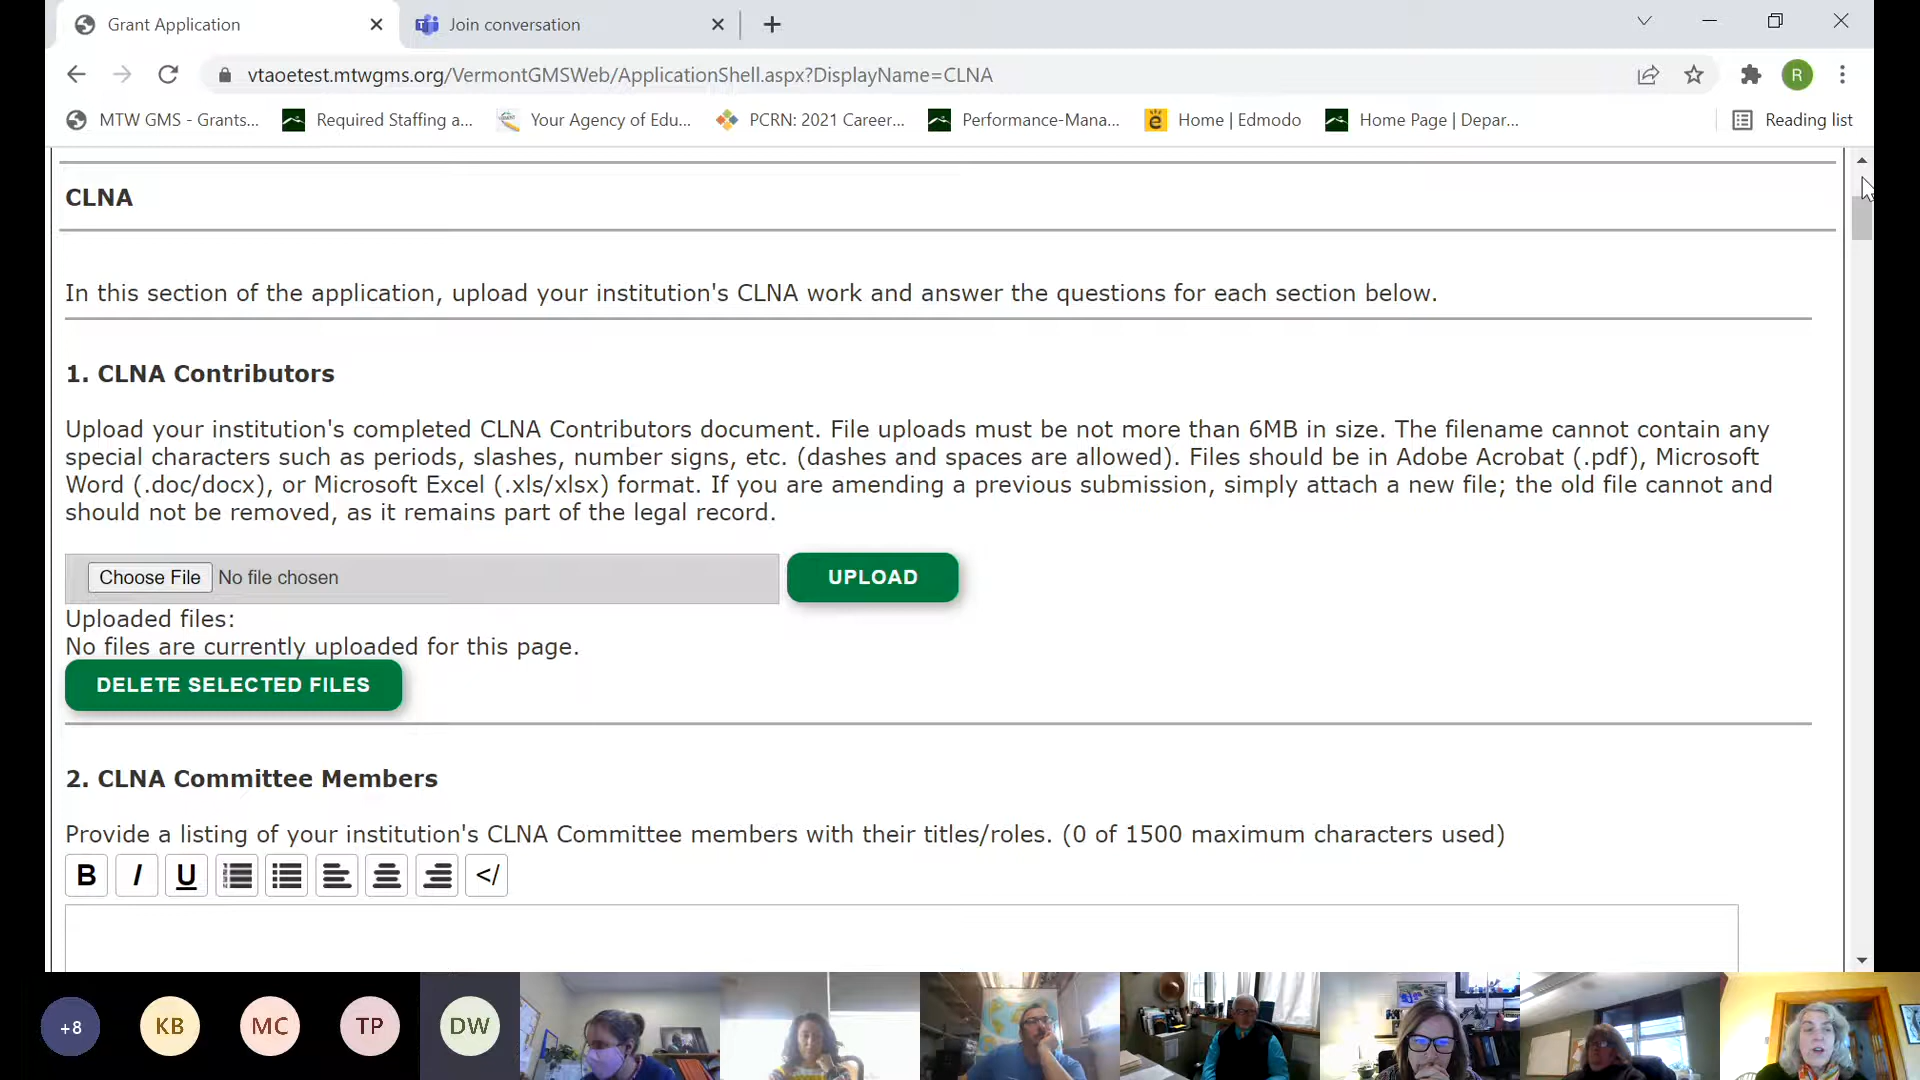 Grant Application
Join conversation
vtaoetest.mtwgms.org/VermontGMSWeb/ApplicationShell.aspx?DisplayName=CLNA
R
MTW GMS - Grants...
Required Staffing a...
Your Agency of Edu...
PCRN: 2021 Career...
Performance-Mana...
Home | Edmodo
Home Page | Depar...
Reading list
CLNA
In this section of the application, upload your institution's CLNA work and answer the questions for each section below.
1. CLNA Contributors
Upload your institution's completed CLNA Contributors document. File uploads must be not more than 6MB in size. The filename cannot contain any
special characters such as periods, slashes, number signs, etc. (dashes and spaces are allowed). Files should be in Adobe Acrobat (.pdf), Microsoft
Word (.doc/docx), or Microsoft Excel (.xls/xlsx) format. If you are amending a previous submission, simply attach a new file; the old file cannot and
should not be removed, as it remains part of the legal record.
Choose File No file chosen
UPLOAD
Uploaded files:
No files are currently uploaded for this page.
DELETE SELECTED FILES
2. CLNA Committee Members
Provide a listing of your institution's CLNA Committee members with their titles/roles. (0 of 1500 maximum characters used)
B I U </
+8
KB
MC
TP
DW